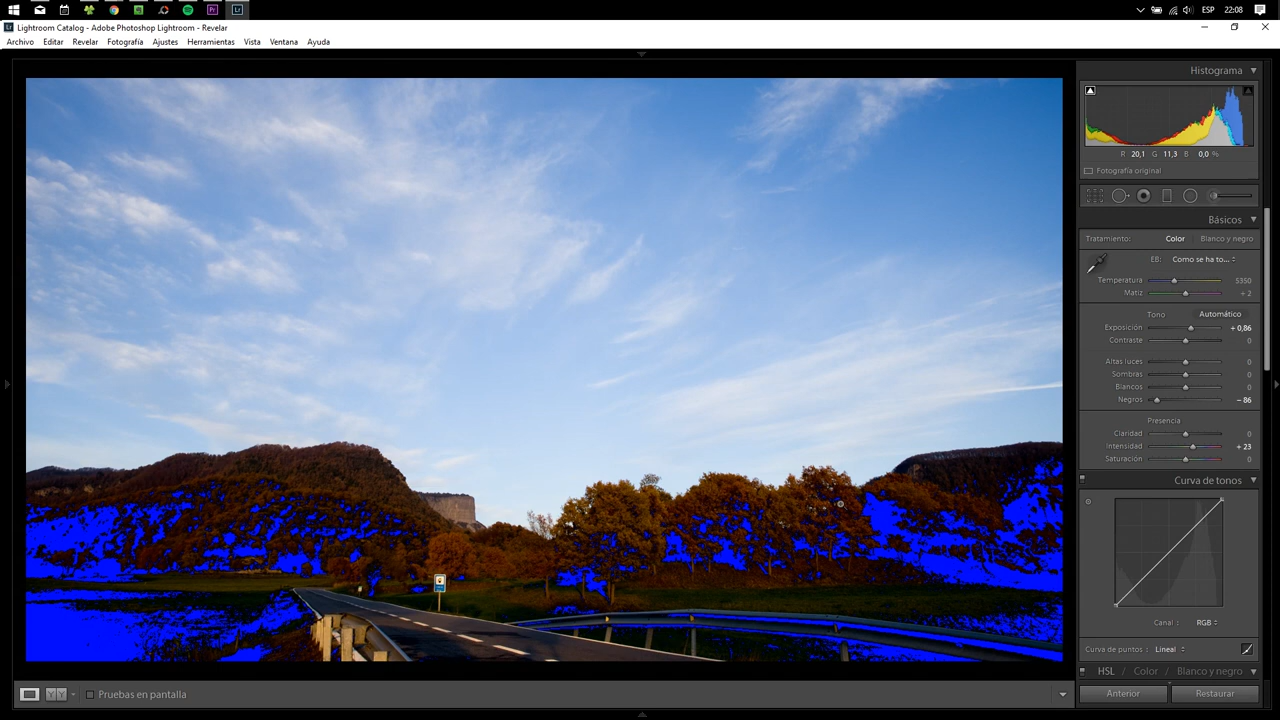 ESP 22:08
Lightroom Catalog - Adobe Photoshop Lightroom - Revelar
Archivo Editar Revelar Fotografía Ajustes Herramientas Vista Ventana Ayuda
Histograma
R 20,1 G 11,3 B 0,0 %
Fotografía original
Básicos
Tratamiento: Color Blanco y negro
EB: Como se ha to...
Temperatura 5350
Matiz + 2
Tono Automático
Exposición + 0,86
Contraste 0
Altas luces 0
Sombras 0
Blancos 0
Negros − 86
Presencia
Claridad 0
Intensidad + 23
Saturación 0
Curva de tonos
Canal : RGB
Curva de puntos : Lineal
HSL / Color / Blanco y negro
YY Pruebas en pantalla
Anterior Restaurar